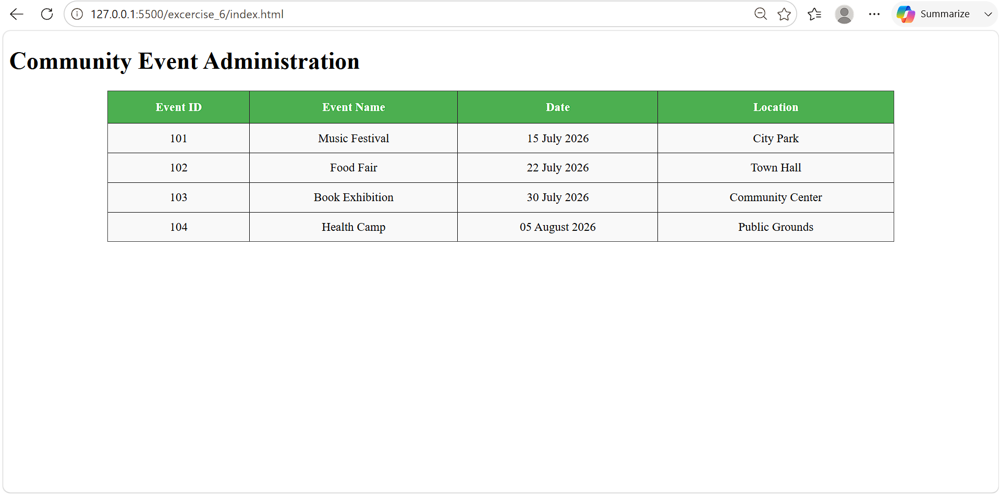 127.0.0.1:5500/excercise_6/index.html Summarize
Community Event Administration
Event ID Event Name Date Location
101 Music Festival 15 July 2026 City Park
102 Food Fair 22 July 2026 Town Hall
103 Book Exhibition 30 July 2026 Community Center
104 Health Camp 05 August 2026 Public Grounds